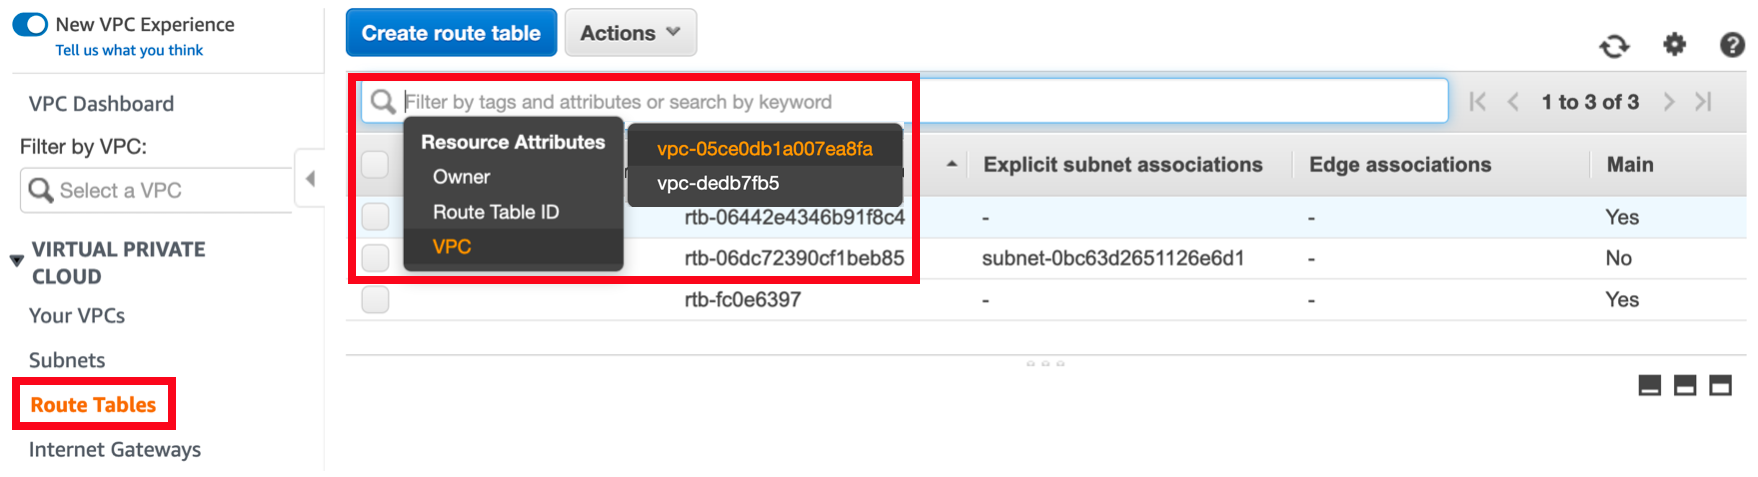 New VPC Experience
Tell us what you think
VPC Dashboard
Filter by VPC:
Select a VPC
VIRTUAL PRIVATE
CLOUD
Your VPCs
Subnets
Route Tables
Internet Gateways
Create route table
Actions
Filter by tags and attributes or search by keyword
1 to 3 of 3
Resource Attributes
Owner
Route Table ID
VPC
vpc-05ce0db1a007ea8fa
vpc-dedb7fb5
Explicit subnet associations Edge associations Main
rtb-06442e4346b91f8c4 - - Yes
rtb-06dc72390cf1beb85 subnet-0bc63d2651126e6d1 - No
rtb-fc0e6397 - - Yes